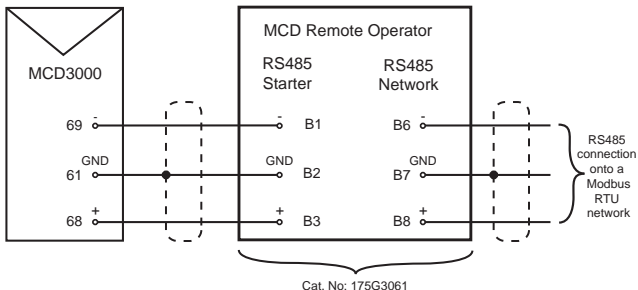 MCD Remote Operator
MCD3000
RS485
Starter
RS485
Network
69 -
- B1
B6 -
GND
61
GND
B2
GND
B7
68 +
+ B3
B8 +
RS485
connection
onto a
Modbus
RTU
network
Cat. No: 175G3061